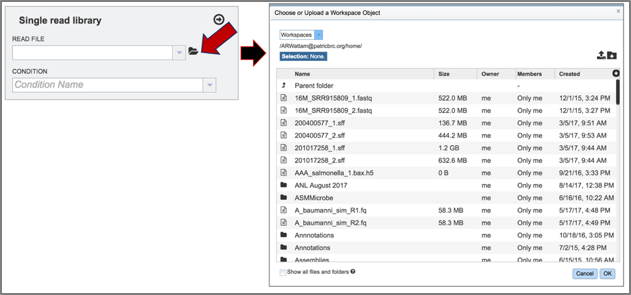 Single read library
READ FILE
CONDITION
Condition Name
Choose or Upload a Workspace Object
Workspaces
/ARWattam@patricbrc.org/home/
Selection: None.
Name Size Owner Members Created
Parent folder -
16M_SRR915809_1.fastq 522.0 MB me Only me 12/1/15, 3:24 PM
16M_SRR915809_2.fastq 522.0 MB me Only me 12/1/15, 3:27 PM
200400577_1.sff 136.7 MB me Only me 3/5/17, 9:51 AM
200400577_2.sff 444.2 MB me Only me 3/5/17, 9:53 AM
201017258_1.sff 1.2 GB me Only me 3/5/17, 9:44 AM
201017258_2.sff 632.6 MB me Only me 3/5/17, 9:44 AM
AAA_salmonella_1.bax.h5 0 B me Only me 9/21/16, 3:33 PM
ANL August 2017 me Only me 8/14/17, 12:38 PM
ASMMicrobe me Only me 6/16/16, 10:22 AM
A_baumanni_sim_R1.fq 58.3 MB me Only me 5/17/17, 4:48 PM
A_baumanni_sim_R2.fq 58.3 MB me Only me 5/17/17, 4:49 PM
Annnotations me Only me 10/18/16, 3:05 PM
Annotations me Only me 7/2/15, 4:28 PM
Assemblies me Only me 6/15/15, 10:56 AM
Show all files and folders
Cancel OK